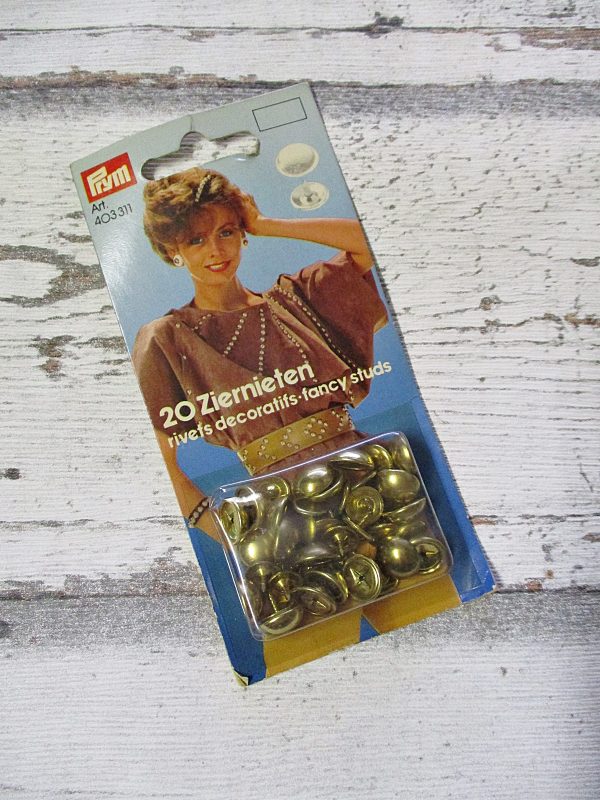 Prym
Art.
403 311
20 Ziernieten
rivets decoratifs·fancy studs